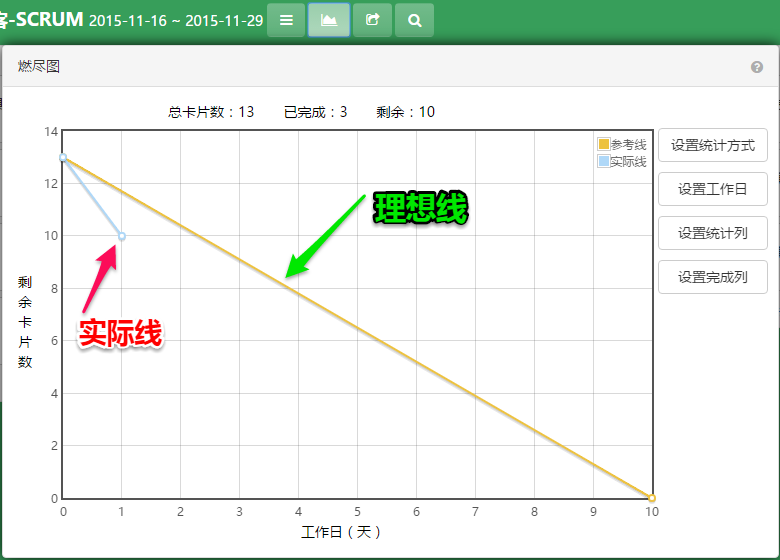 客-SCRUM 2015-11-16 ~ 2015-11-29
燃尽图
总卡片数：13 已完成：3 剩余：10
14
12
10
8
6
4
2
0
0 1 2 3 4 5 6 7 8 9 10
剩余卡片数
工作日（天）
参考线
实际线
理想线
实际线
设置统计方式
设置工作日
设置统计列
设置完成列